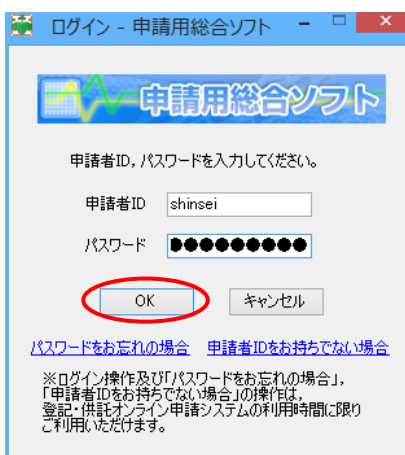 ログイン - 申請用総合ソフト
申請用総合ソフト
申請者ID, パスワードを入力してください。
申請者ID shinsei
パスワード ●●●●●●●●●
OK キャンセル
パスワードをお忘れの場合 申請者IDをお持ちでない場合
※ログイン操作及び「パスワードをお忘れの場合」,
「申請者IDをお持ちでない場合」の操作は,
登記・供託オンライン申請システムの利用時間に限り
ご利用いただけます。